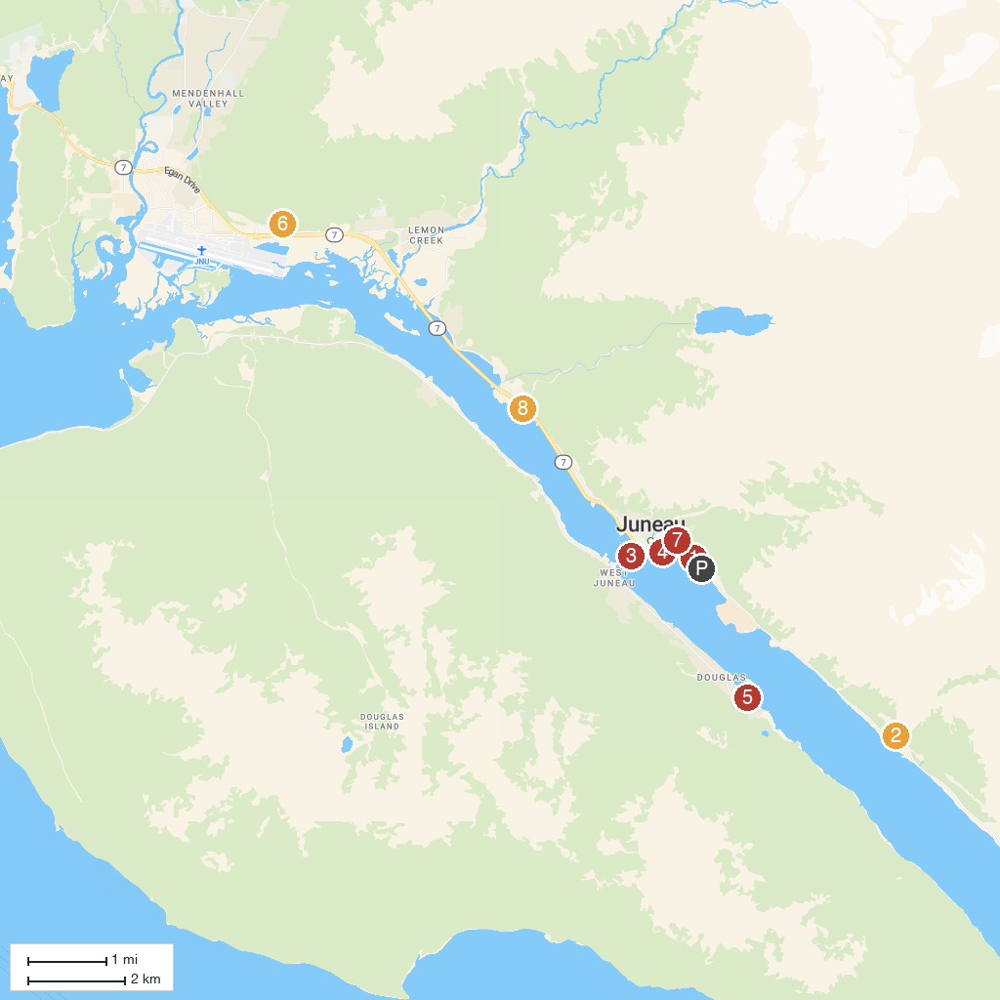 AY
MENDENHALL
VALLEY
7
Egan Drive
6
7
LEMON
CREEK
JNU
7
8
7
Juneau
7
3
4
P
WEST
JUNEAU
DOUGLAS
5
DOUGLAS
ISLAND
2
1 mi
2 km